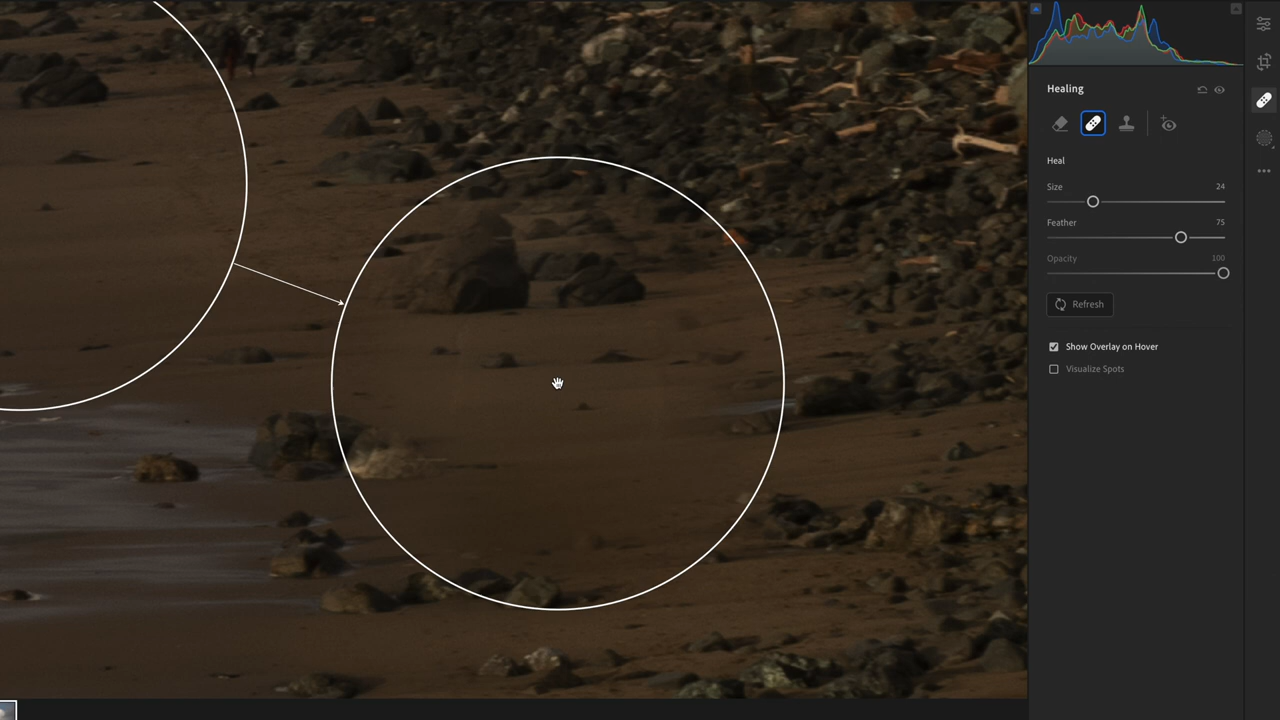 Healing
Heal
Size 24
Feather 75
Opacity 100
Refresh
Show Overlay on Hover
Visualize Spots